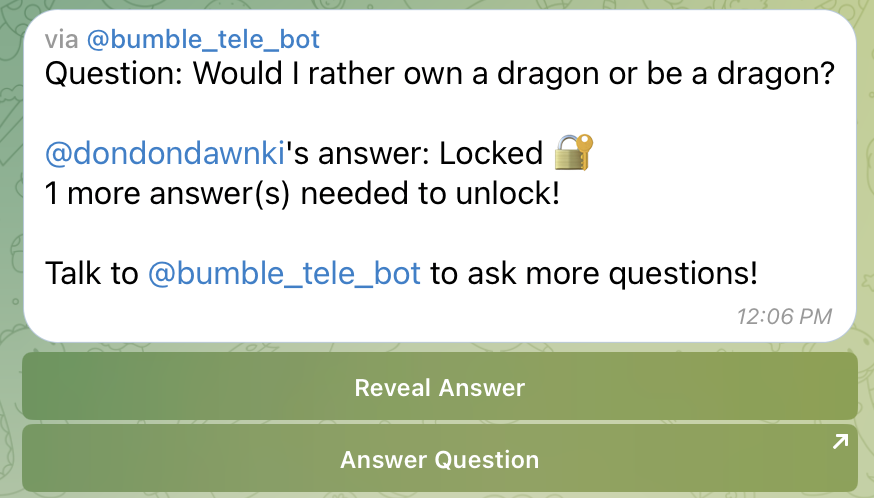 via @bumble_tele_bot
Question: Would I rather own a dragon or be a dragon?
@dondondawnki's answer: Locked 🔐
1 more answer(s) needed to unlock!
Talk to @bumble_tele_bot to ask more questions!
12:06 PM
Reveal Answer
Answer Question